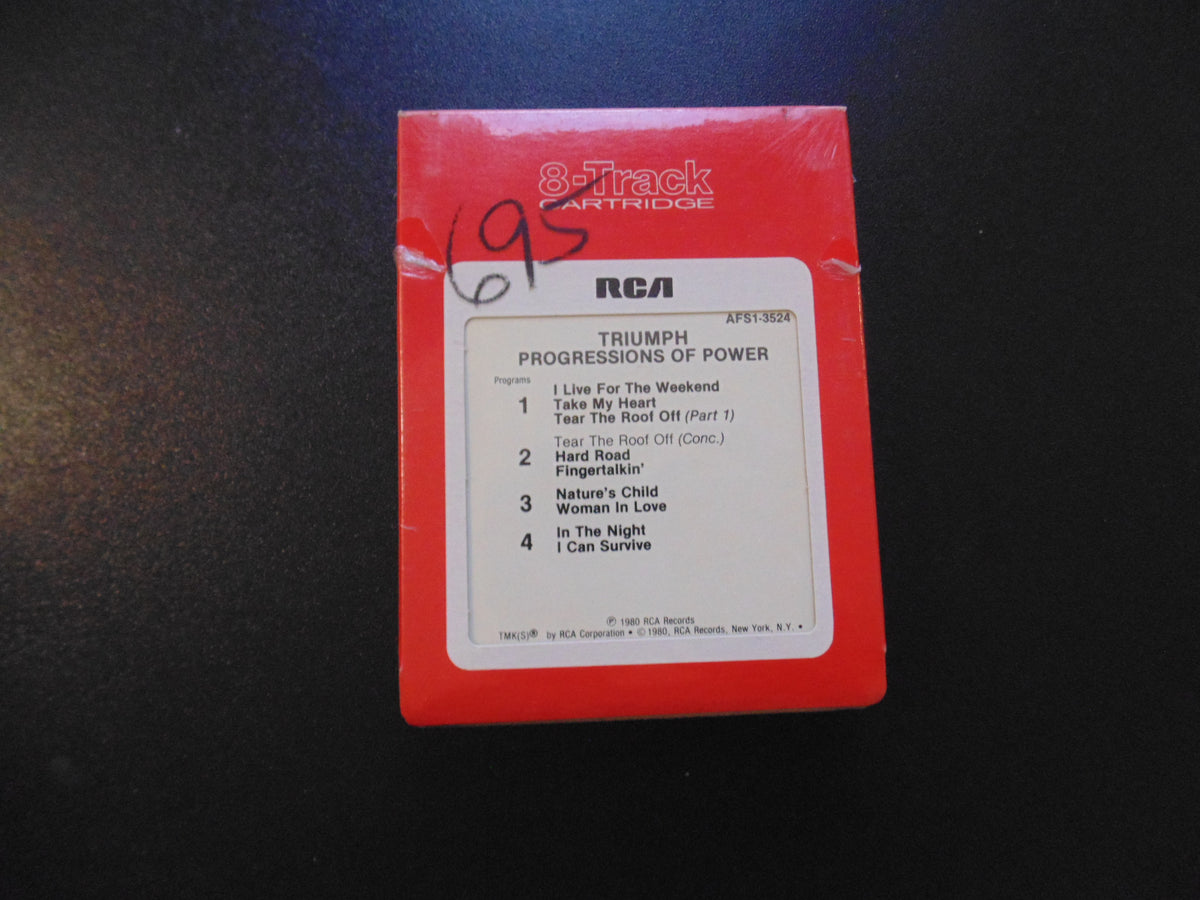 8-Track
CARTRIDGE
695
RCA
AFS1-3524
TRIUMPH
PROGRESSIONS OF POWER
Programs
1 I Live For The Weekend
Take My Heart
Tear The Roof Off (Part 1)
2 Tear The Roof Off (Conc.)
Hard Road
Fingertalkin'
3 Nature's Child
Woman In Love
4 In The Night
I Can Survive
℗ 1980 RCA Records
TMK(S)® by RCA Corporation • © 1980, RCA Records, New York, N.Y. •